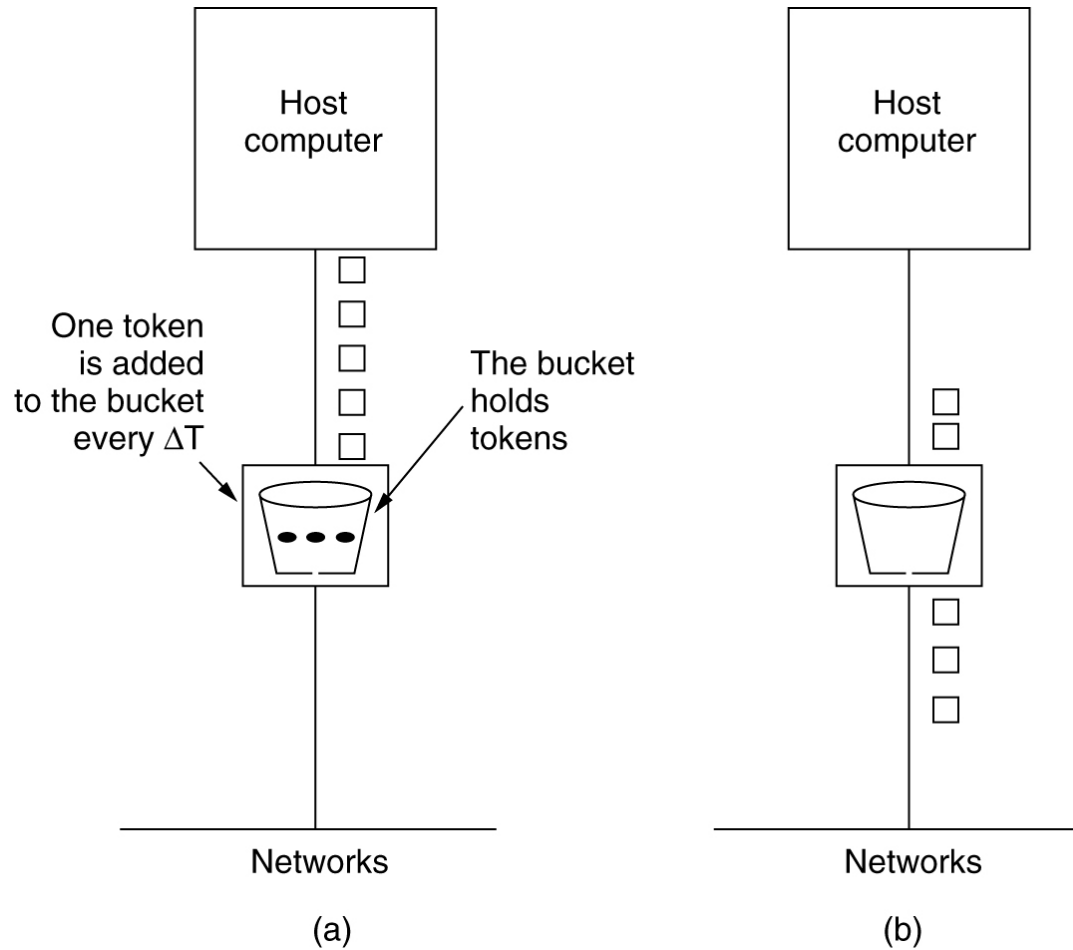 Host
computer
Host
computer
One token
is added
to the bucket
every ΔT
The bucket
holds
tokens
Networks
Networks
(a)
(b)